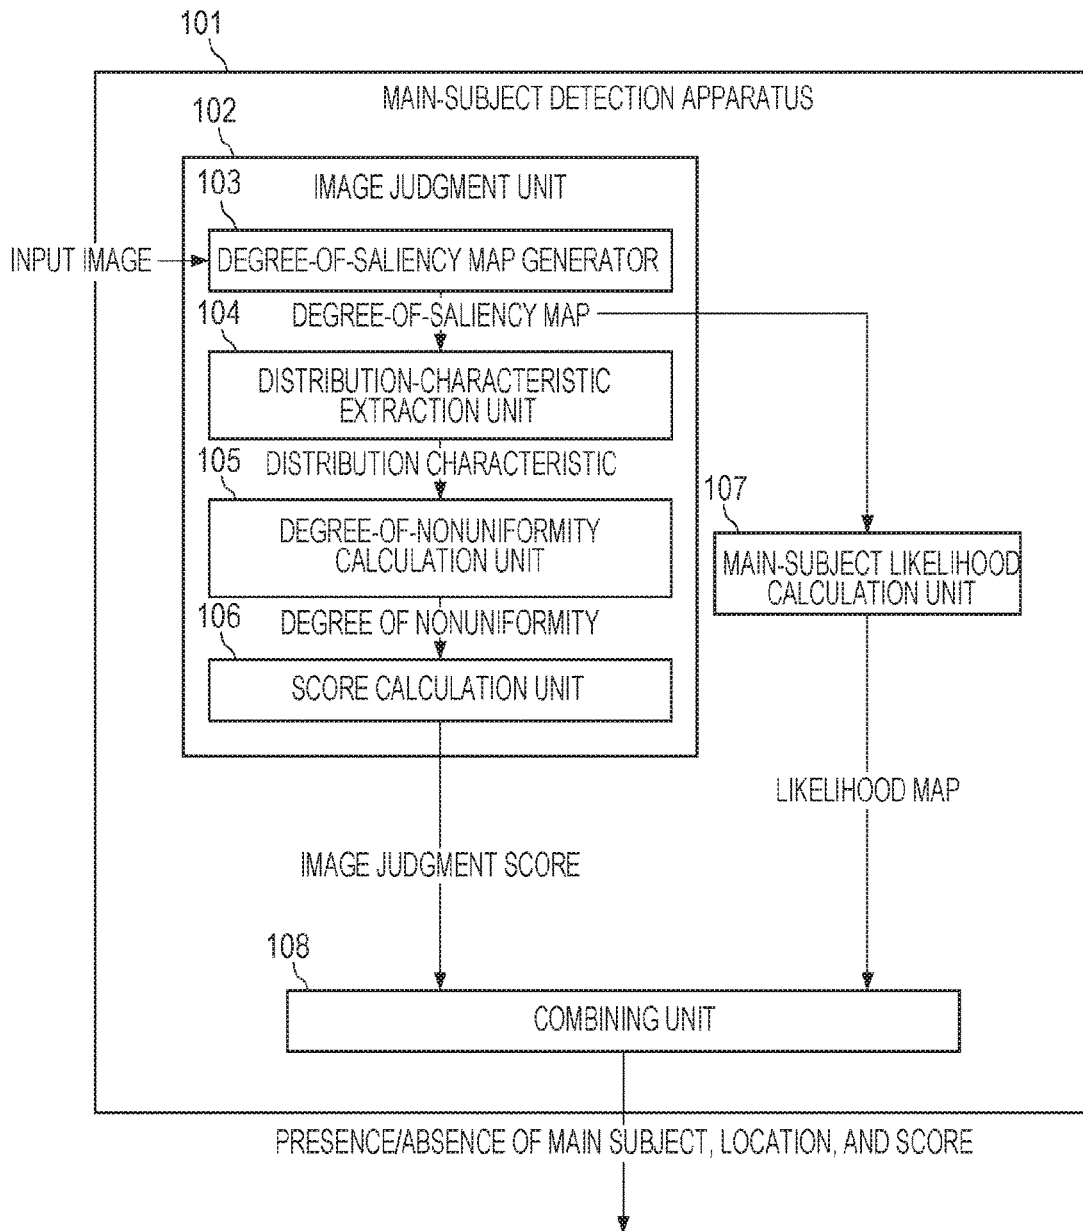 101
MAIN-SUBJECT DETECTION APPARATUS
102
IMAGE JUDGMENT UNIT
103
INPUT IMAGE
DEGREE-OF-SALIENCY MAP GENERATOR
104
DEGREE-OF-SALIENCY MAP
DISTRIBUTION-CHARACTERISTIC
EXTRACTION UNIT
105
DISTRIBUTION CHARACTERISTIC
DEGREE-OF-NONUNIFORMITY
CALCULATION UNIT
107
MAIN-SUBJECT LIKELIHOOD
CALCULATION UNIT
106
DEGREE OF NONUNIFORMITY
SCORE CALCULATION UNIT
LIKELIHOOD MAP
IMAGE JUDGMENT SCORE
108
COMBINING UNIT
PRESENCE/ABSENCE OF MAIN SUBJECT, LOCATION, AND SCORE